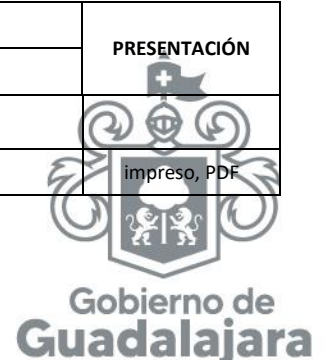 PRESENTACIÓN
impreso, PDF
Gobierno de
Guadalajara